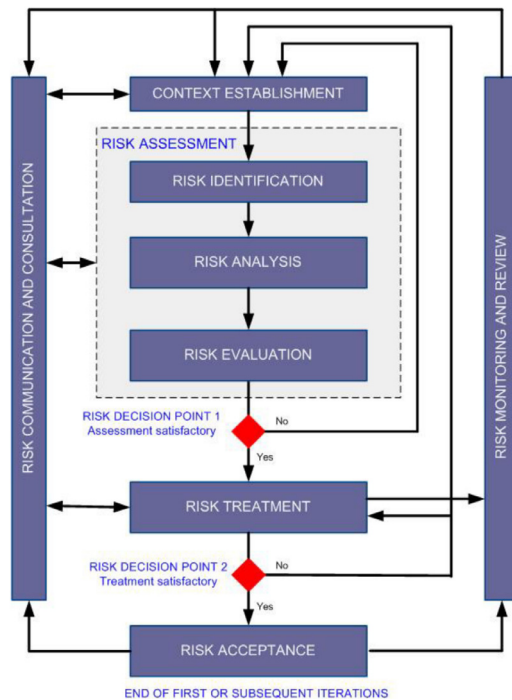 CONTEXT ESTABLISHMENT
RISK ASSESSMENT
RISK IDENTIFICATION
RISK ANALYSIS
RISK EVALUATION
RISK COMMUNICATION AND CONSULTATION
RISK MONITORING AND REVIEW
RISK DECISION POINT 1
Assessment satisfactory
No
Yes
RISK TREATMENT
RISK DECISION POINT 2
Treatment satisfactory
No
Yes
RISK ACCEPTANCE
END OF FIRST OR SUBSEQUENT ITERATIONS